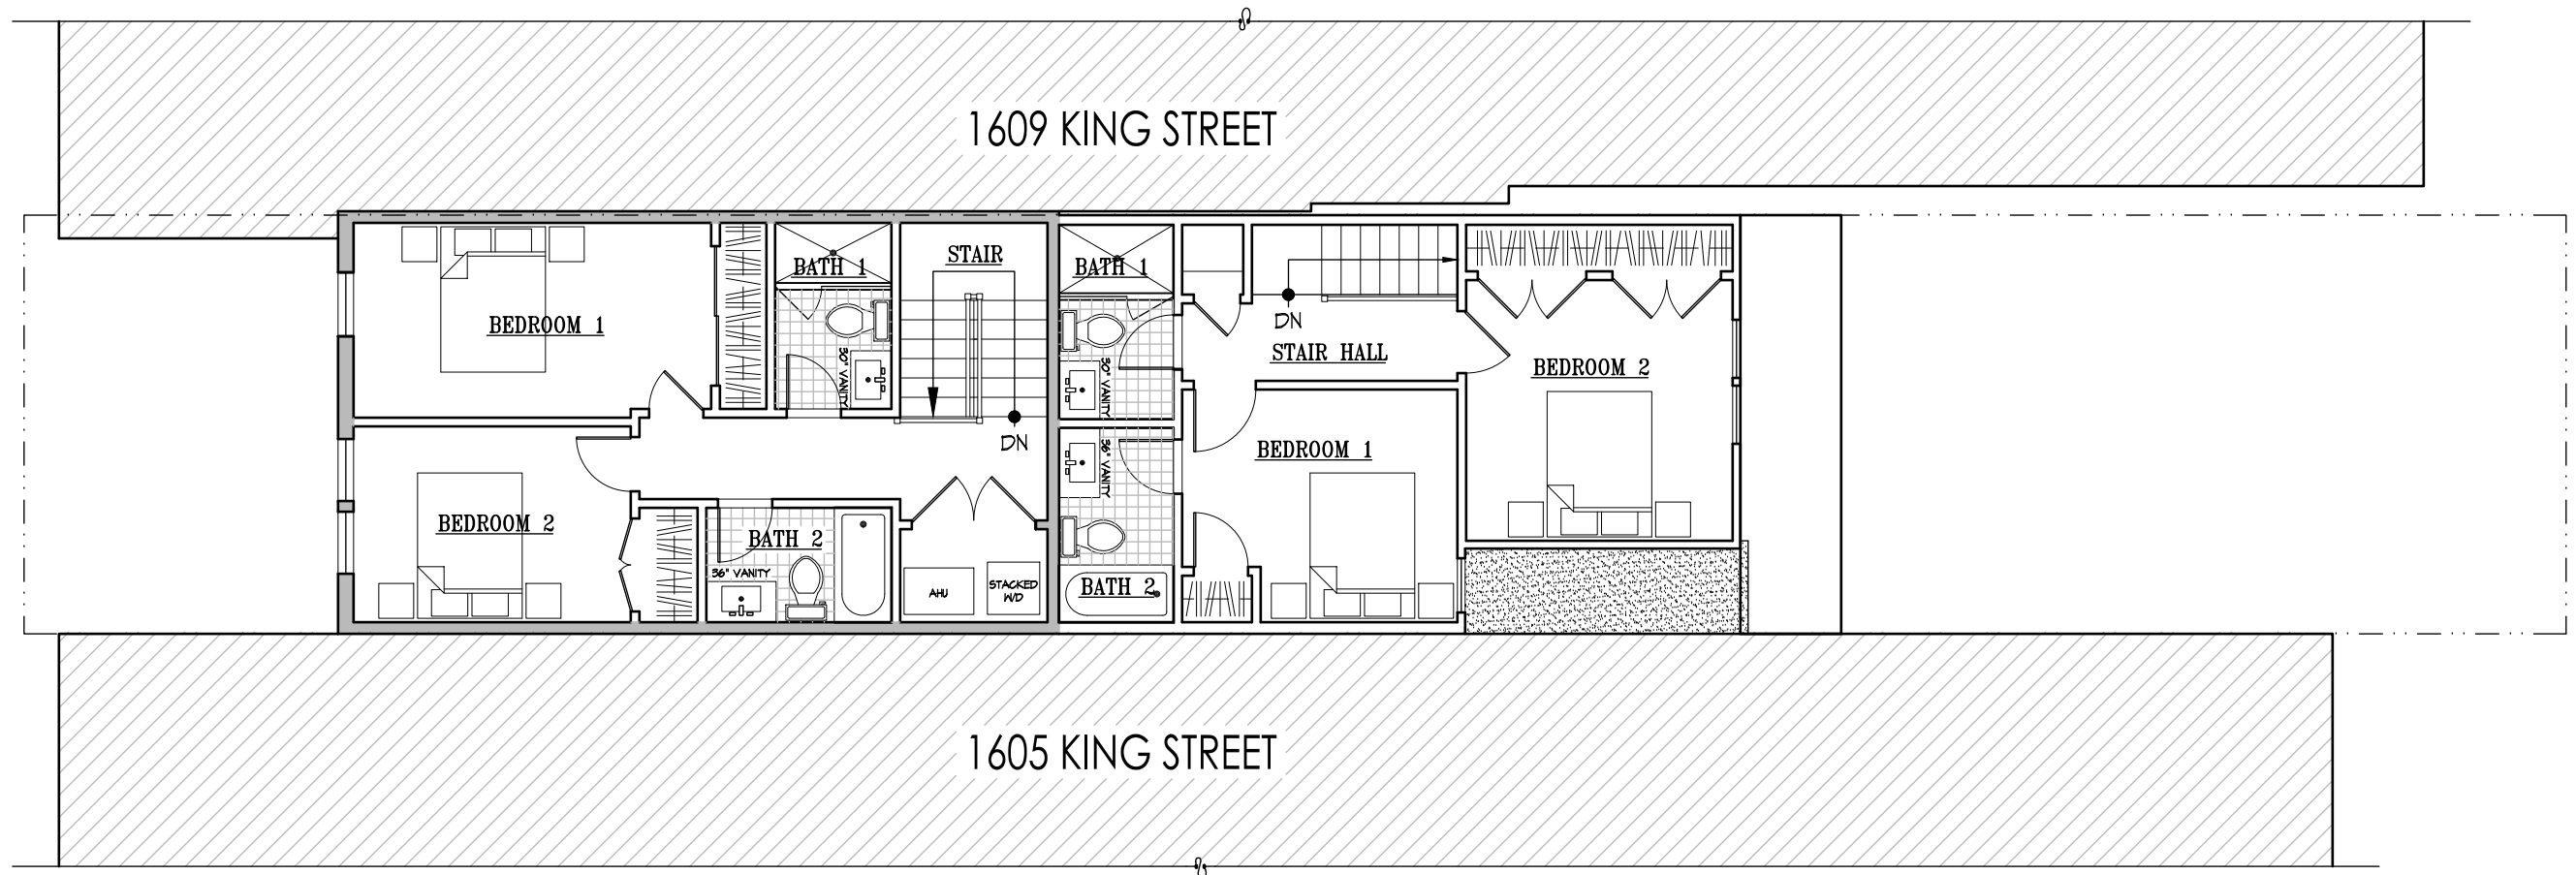 1609 KING STREET
BATH 1
STAIR
BATH 1
BEDROOM 1
30" VANITY
DN
STAIR HALL
30" VANITY
BEDROOM 2
DN
BEDROOM 1
36" VANITY
BEDROOM 2
BATH 2
36" VANITY
AHU
STACKED
W/D
BATH 2
1605 KING STREET